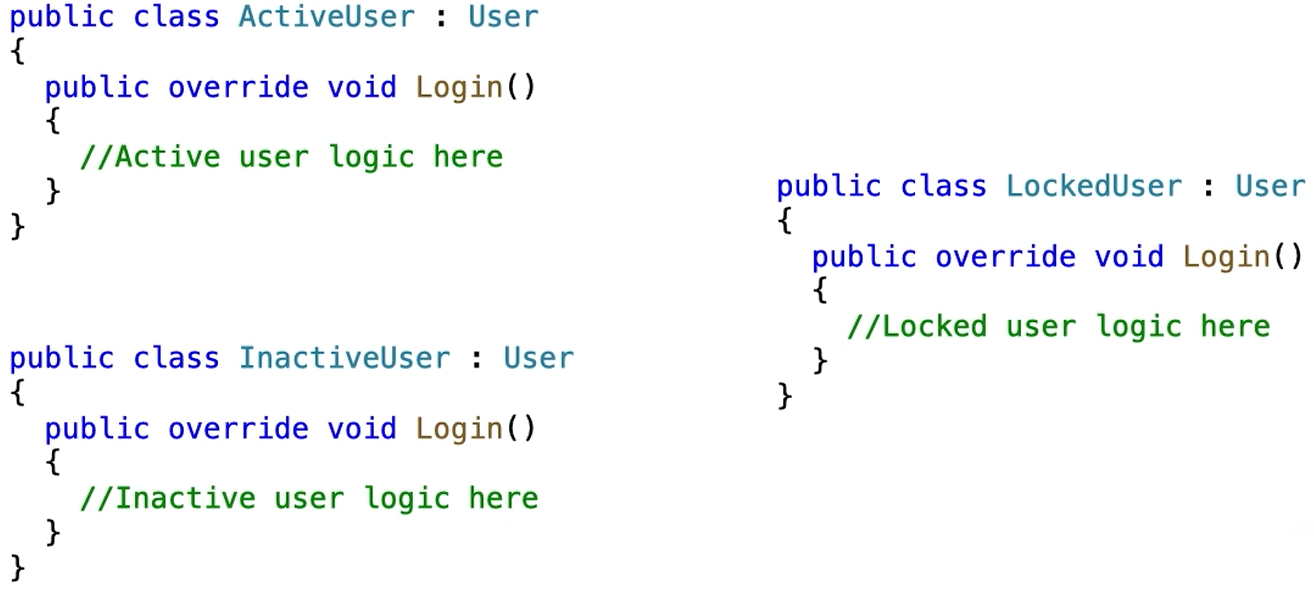 public class ActiveUser : User
{
  public override void Login()
  {
    //Active user logic here
  }
}
public class InactiveUser : User
{
  public override void Login()
  {
    //Inactive user logic here
  }
}
public class LockedUser : User
{
  public override void Login()
  {
    //Locked user logic here
  }
}